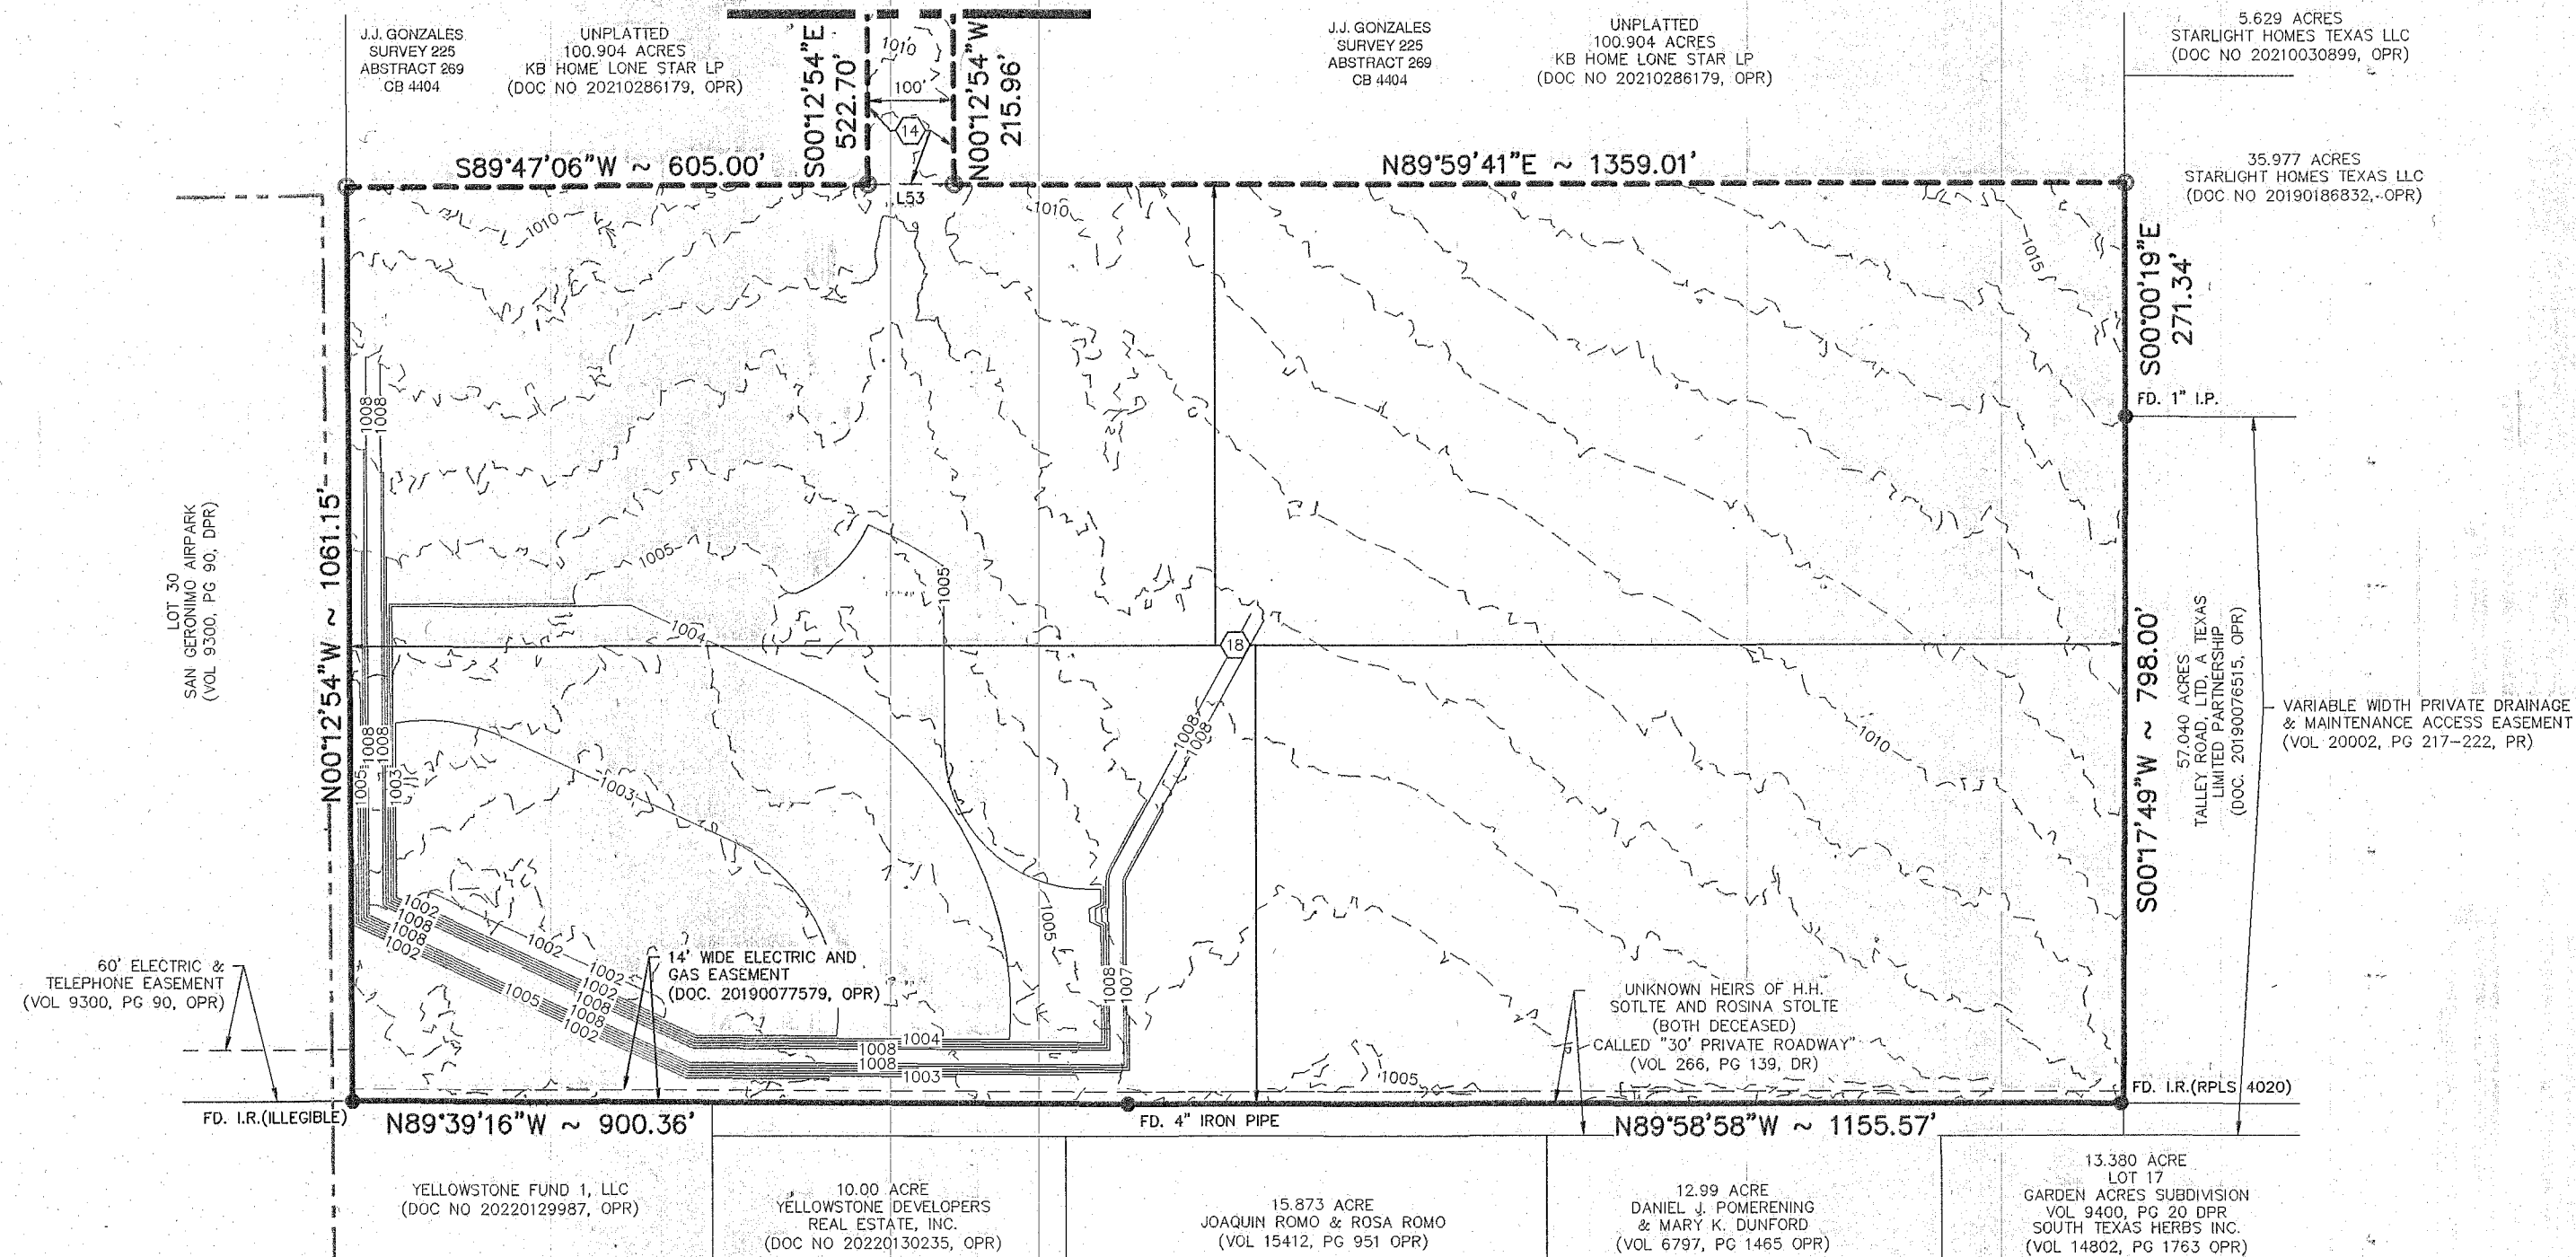 J.J. GONZALES
SURVEY 225
ABSTRACT 269
CB 4404
UNPLATTED
100.904 ACRES
KB HOME LONE STAR LP
(DOC NO 20210286179, OPR)
S00°12'54"E
522.70'
1010
100'
14
N00°12'54"W
215.96'
J.J. GONZALES
SURVEY 225
ABSTRACT 269
CB 4404
UNPLATTED
100.904 ACRES
KB HOME LONE STAR LP
(DOC NO 20210286179, OPR)
5.629 ACRES
STARLIGHT HOMES TEXAS LLC
(DOC NO 20210030899, OPR)
35.977 ACRES
STARLIGHT HOMES TEXAS LLC
(DOC NO 20190186832, OPR)
S89°47'06"W ~ 605.00'
N89°59'41"E ~ 1359.01'
L53
1010
1010
1015
S00°00'19"E
271.34'
FD. 1" I.P.
1008
1008
N00°12'54"W ~ 1061.15'
LOT 30
SAN GERONIMO AIRPARK
(VOL 9300, PG 90, DPR)
1005
1005
1004
18
1008
1008
1010
S00°17'49"W ~ 798.00'
57.040 ACRES
TALLEY ROAD, LTD, A TEXAS
LIMITED PARTNERSHIP
(DOC. 20190076515, OPR)
VARIABLE WIDTH PRIVATE DRAINAGE
& MAINTENANCE ACCESS EASEMENT
(VOL 20002, PG 217-222, PR)
1008
1008
1005
1003
1003
1002
1008
1008
1002
1002
1002
1002
1008
1008
1002
1005
1005
1008
1007
14' WIDE ELECTRIC AND
GAS EASEMENT
(DOC. 20190077579, OPR)
60' ELECTRIC &
TELEPHONE EASEMENT
(VOL 9300, PG 90, OPR)
1004
1008
1008
1003
UNKNOWN HEIRS OF H.H.
SOTLTE AND ROSINA STOLTE
(BOTH DECEASED)
CALLED "30' PRIVATE ROADWAY"
(VOL 266, PG 139, DR)
1005
FD. I.R.(RPLS 4020)
FD. I.R.(ILLEGIBLE)
N89°39'16"W ~ 900.36'
FD. 4" IRON PIPE
N89°58'58"W ~ 1155.57'
YELLOWSTONE FUND 1, LLC
(DOC NO 20220129987, OPR)
10.00 ACRE
YELLOWSTONE DEVELOPERS
REAL ESTATE, INC.
(DOC NO 20220130235, OPR)
15.873 ACRE
JOAQUIN ROMO & ROSA ROMO
(VOL 15412, PG 951 OPR)
12.99 ACRE
DANIEL J. POMERENING
& MARY K. DUNFORD
(VOL 6797, PG 1465 OPR)
13.380 ACRE
LOT 17
GARDEN ACRES SUBDIVISION
VOL 9400, PG 20 DPR
SOUTH TEXAS HERBS INC.
(VOL 14802, PG 1763 OPR)